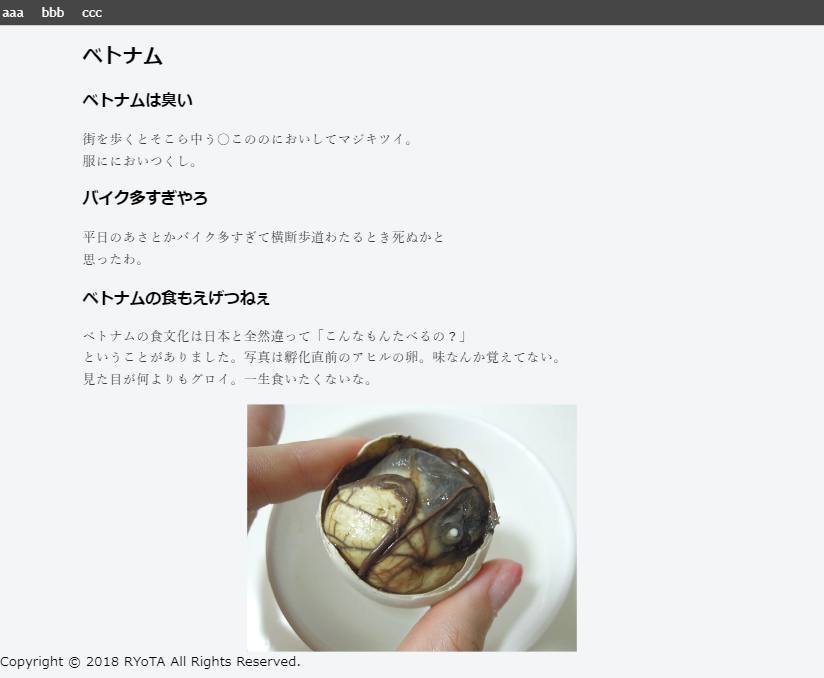 aaa bbb ccc
ベトナム
ベトナムは臭い
街を歩くとそこら中う〇こののにおいしてマジキツイ。
服ににおいつくし。
バイク多すぎやろ
平日のあさとかバイク多すぎて横断歩道わたるとき死ぬかと
思ったわ。
ベトナムの食もえげつねぇ
ベトナムの食文化は日本と全然違って「こんなもんたべるの？」
ということがありました。写真は孵化直前のアヒルの卵。味なんか覚えてない。
見た目が何よりもグロイ。一生食いたくないな。
Copyright © 2018 RYoTA All Rights Reserved.